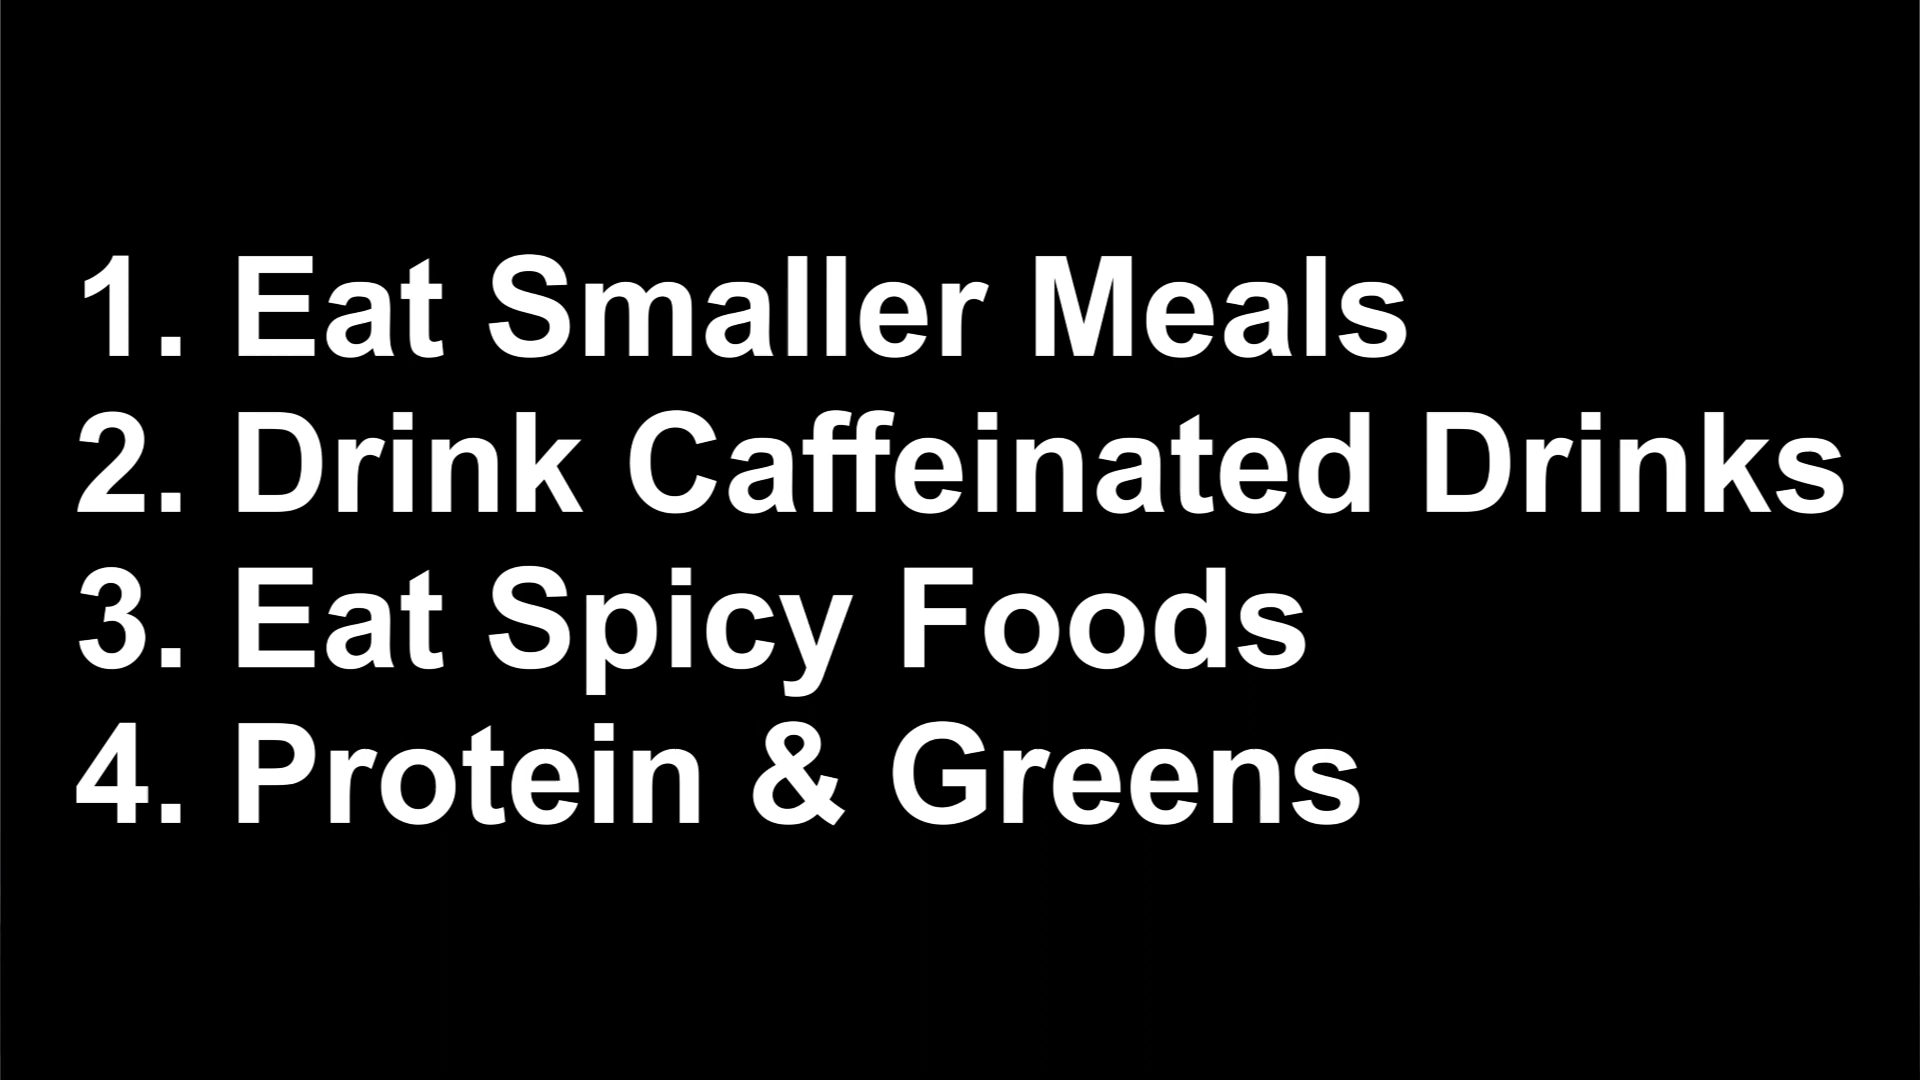 1. Eat Smaller Meals
2. Drink Caffeinated Drinks
3. Eat Spicy Foods
4. Protein & Greens